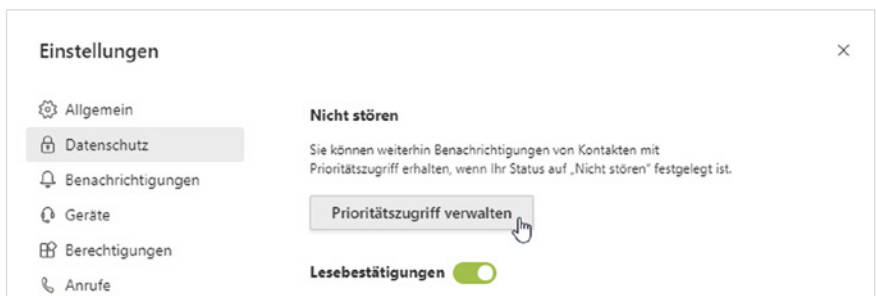 Einstellungen
Allgemein
Datenschutz
Benachrichtigungen
Geräte
Berechtigungen
Anrufe
Nicht stören
Sie können weiterhin Benachrichtigungen von Kontakten mit
Prioritätszugriff erhalten, wenn Ihr Status auf „Nicht stören“ festgelegt ist.
Prioritätszugriff verwalten
Lesebestätigungen